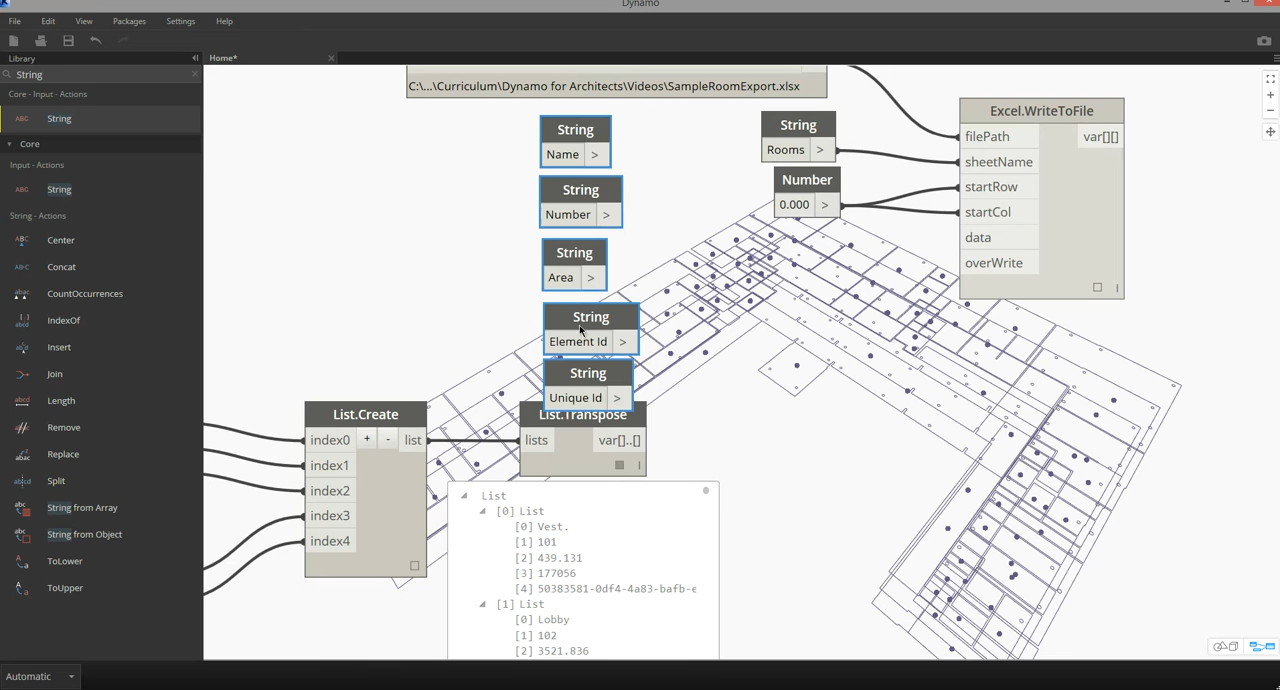 Dynamo
File Edit View Packages Settings Help
Library
Home*
String
Core - Input - Actions
ABC String
Core
Input - Actions
ABC String
String - Actions
Center
Concat
CountOccurrences
IndexOf
Insert
Join
Length
Remove
Replace
Split
String from Array
String from Object
ToLower
ToUpper
C:\...\Curriculum\Dynamo for Architects\Videos\SampleRoomExport.xlsx
String
Name >
String
Number >
String
Area >
String
Element Id >
String
Unique Id >
String
Rooms >
Number
0.000 >
Excel.WriteToFile
filePath var[][]
sheetName
startRow
startCol
data
overWrite
List.Create
index0 + - list
index1
index2
index3
index4
List.Transpose
lists var[]..[]
List
[0] List
[0] Vest.
[1] 101
[2] 439.131
[3] 177056
[4] 50383581-0df4-4a83-bafb-e
[1] List
[0] Lobby
[1] 102
[2] 3521.836
Automatic